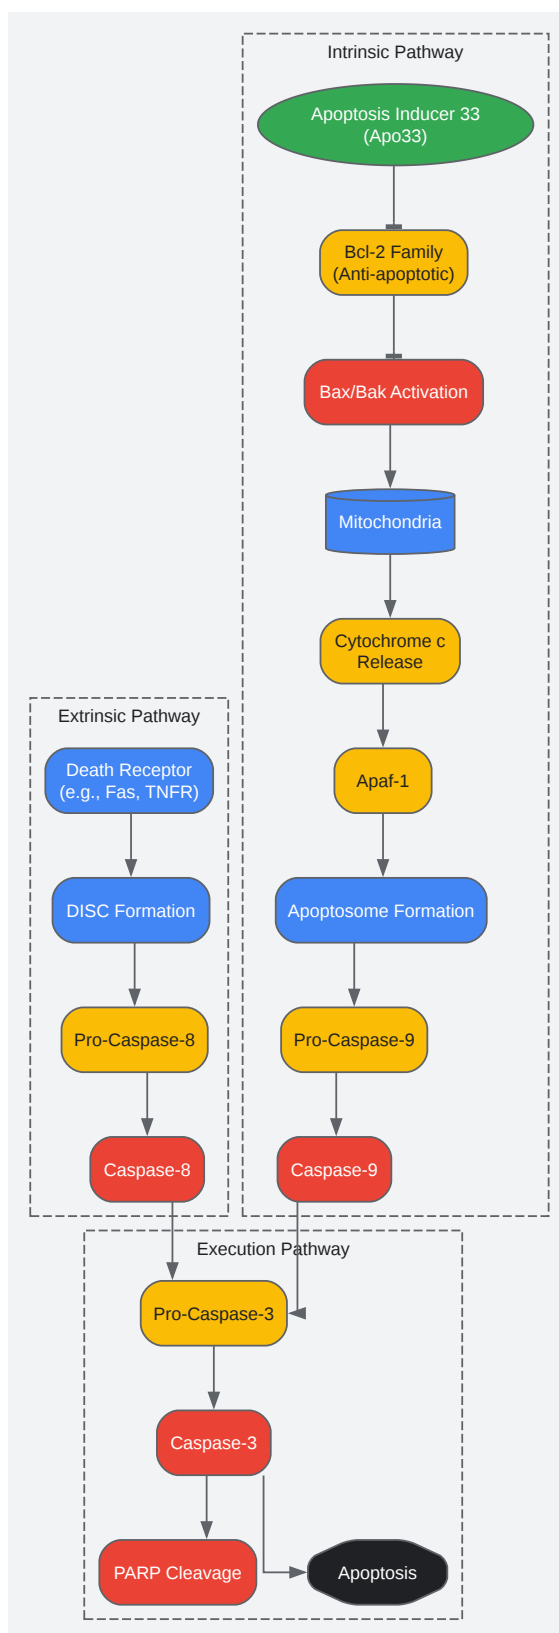 Intrinsic Pathway
Apoptosis Inducer 33
(Apo33)
Bcl-2 Family
(Anti-apoptotic)
Bax/Bak Activation
Mitochondria
Cytochrome c
Release
Apaf-1
Apoptosome Formation
Pro-Caspase-9
Caspase-9
Extrinsic Pathway
Death Receptor
(e.g., Fas, TNFR)
DISC Formation
Pro-Caspase-8
Caspase-8
Execution Pathway
Pro-Caspase-3
Caspase-3
PARP Cleavage
Apoptosis